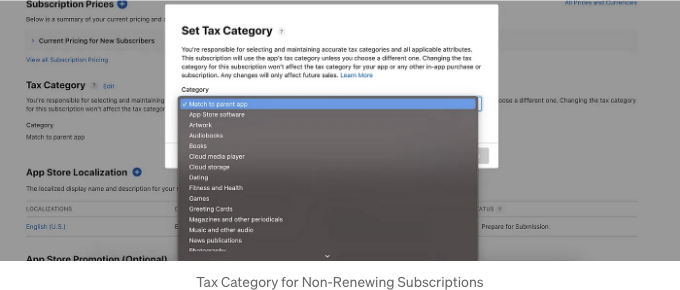 Subscription Prices
All Prices and Currencies
Below is a summary of your current pricing and
> Current Pricing for New Subscribers
View all Subscription Pricing
Set Tax Category ?
You're responsible for selecting and maintaining accurate tax categories and all applicable attributes.
This subscription will use the app's tax category unless you choose a different one. Changing the tax
category for this subscription won't affect the tax category for your app or any other in-app purchase or
subscription. Any changes will only affect future sales. Learn More
Category
Tax Category ? Edit
You're responsible for selecting and maintaining
for this subscription won't affect the tax categor
oose a different one. Changing the tax category
Category
Match to parent app
✓ Match to parent app
App Store software
Artwork
Audiobooks
Books
Cloud media player
Cloud storage
Dating
Fitness and Health
Games
Greeting Cards
Magazines and other periodicals
Music and other audio
News publications
Photography
App Store Localization
The localized display name and description for your
LOCALIZATIONS
ATUS ?
English (U.S.)
Prepare for Submission
App Store Promotion (Optional)
Tax Category for Non-Renewing Subscriptions